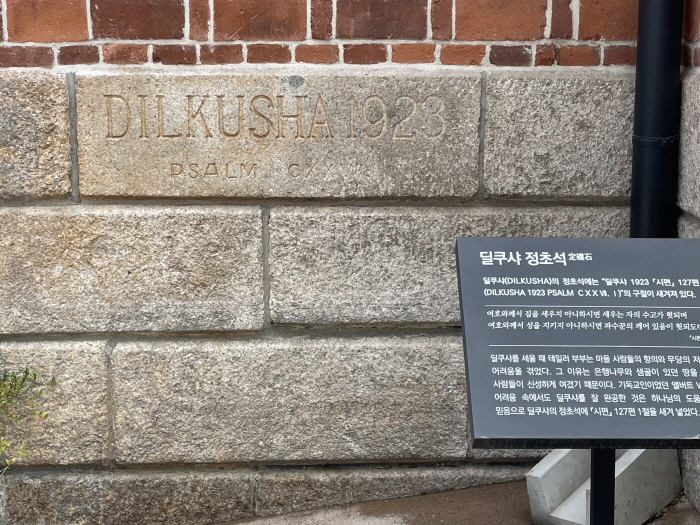 DILKUSHA 1923
PSALM CXX
딜쿠샤 정초석 定礎石
딜쿠샤(DILKUSHA)의 정초석에는 "딜쿠샤 1923 『시편』 127편
(DILKUSHA 1923 PSALM CXXⅦ. Ⅰ)"의 구절이 새겨져 있다.
여호와께서 집을 세우지 아니하시면 세우는 자의 수고가 헛되며
여호와께서 성을 지키지 아니하시면 파수꾼의 깨어 있음이 헛되도
『시편
딜쿠샤를 세울 때 테일러 부부는 마을 사람들의 항의와 무당의 저
어려움을 겪었다. 그 이유는 은행나무와 샘골이 있던 땅을
사람들이 신성하게 여겼기 때문이다. 기독교인이었던 앨버트
어려움 속에서도 딜쿠샤를 잘 완공한 것은 하나님의 도움
믿음으로 딜쿠샤의 정초석에 『시편』 127편 1절을 새겨 넣었다.